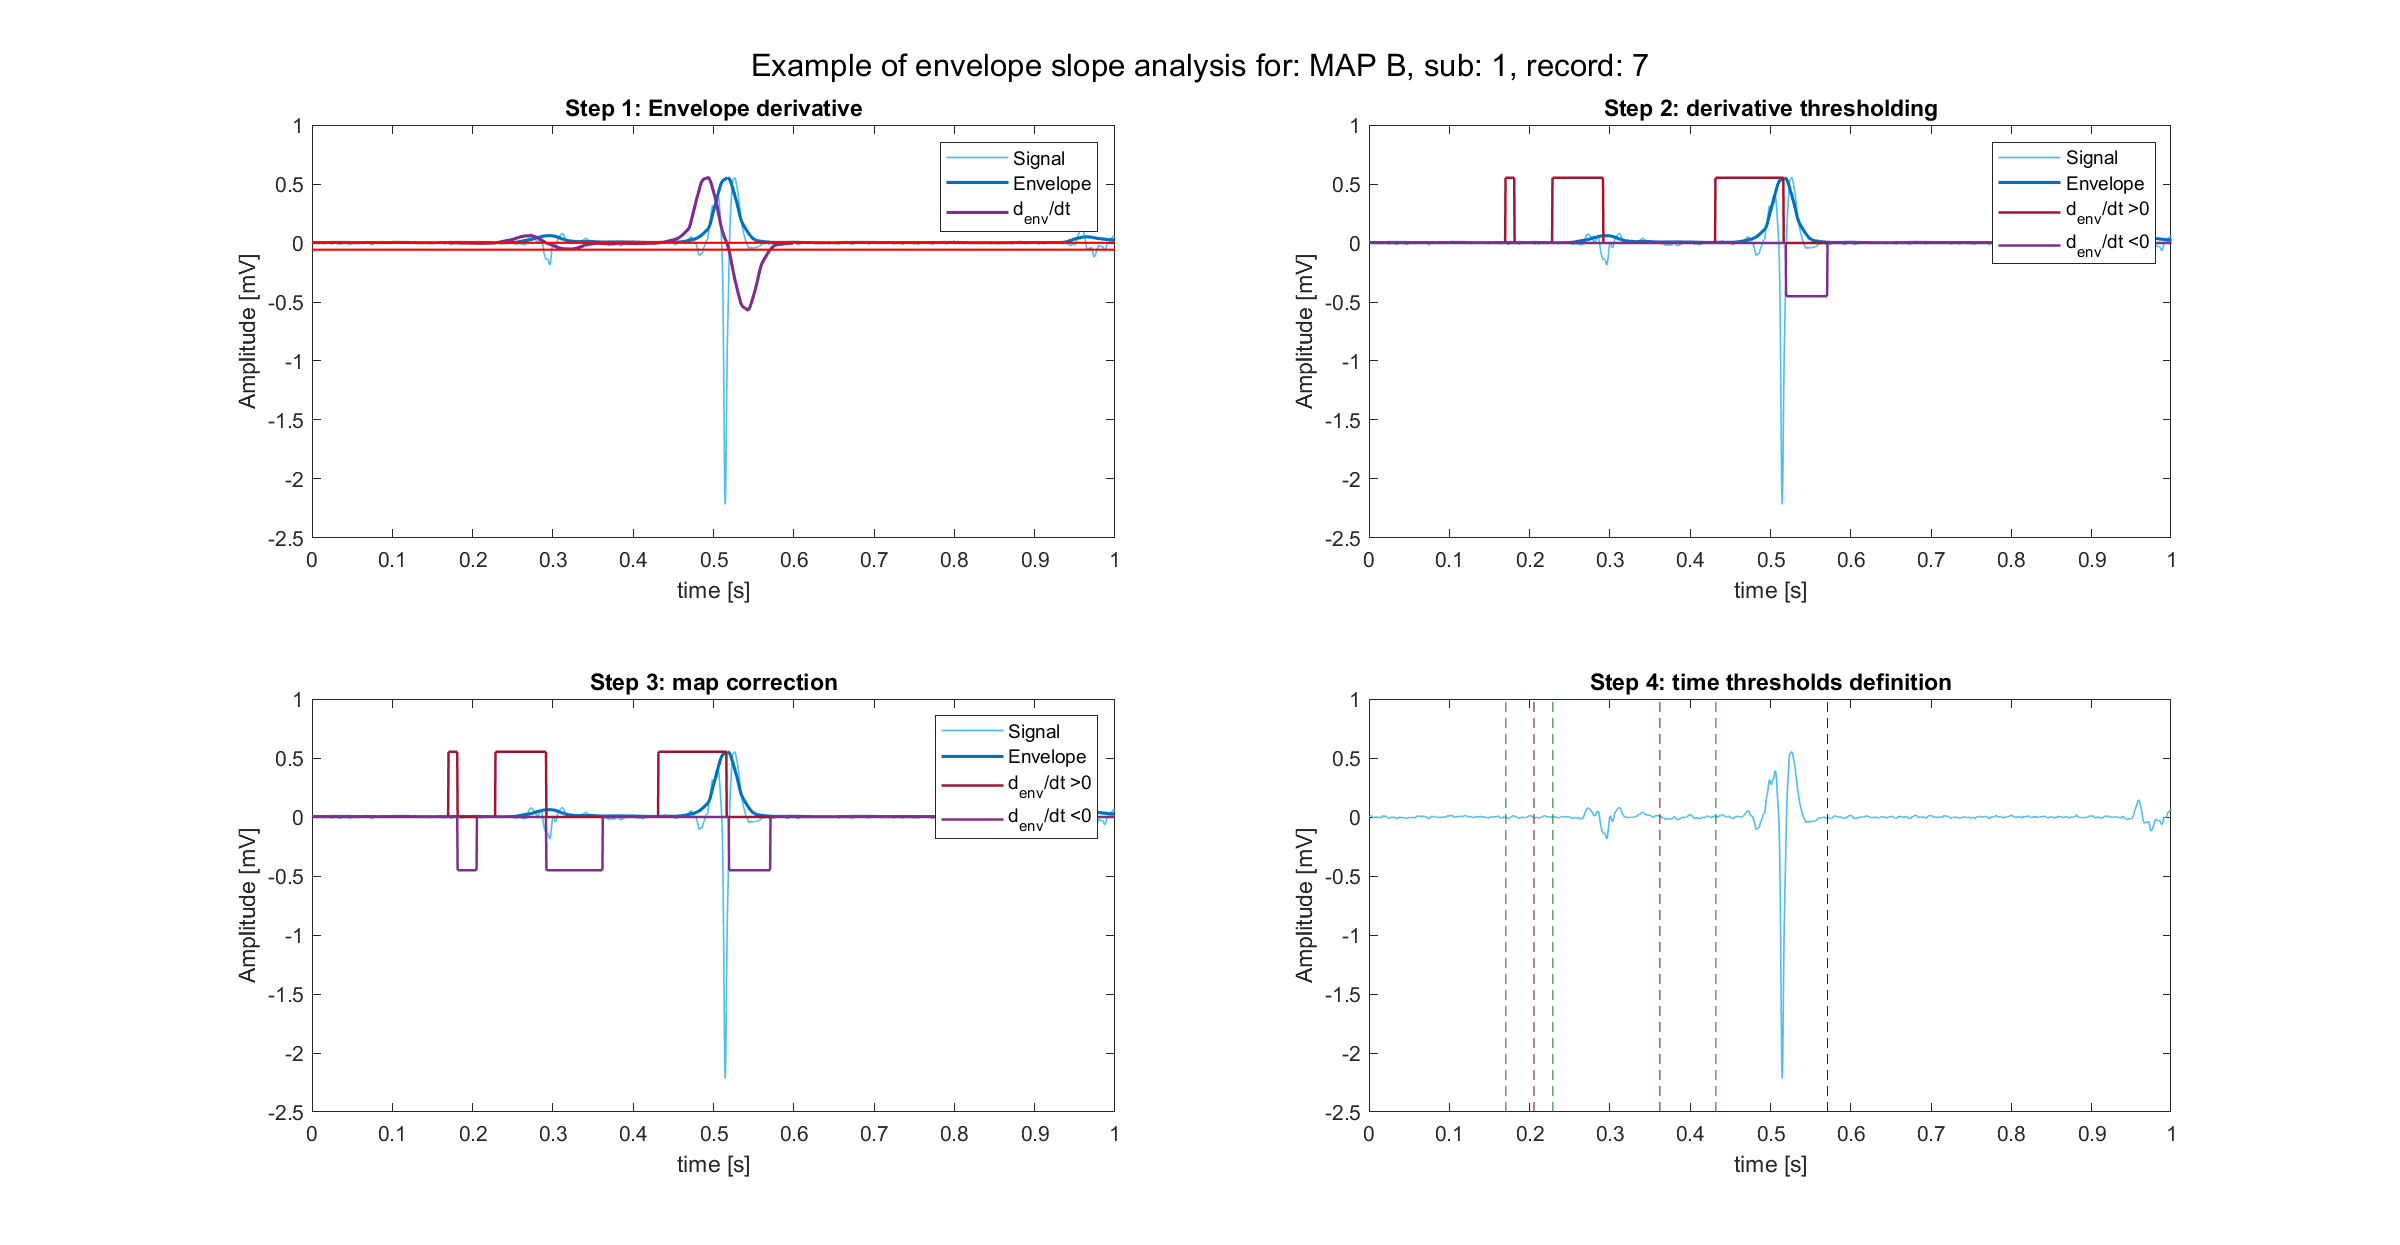 Example of envelope slope analysis for: MAP B, sub: 1, record: 7
Step 1: Envelope derivative
1
0.5
0
-0.5
-1
-1.5
-2
-2.5
Amplitude [mV]
Signal
Envelope
d_env/dt
0 0.1 0.2 0.3 0.4 0.5 0.6 0.7 0.8 0.9 1
time [s]
Step 2: derivative thresholding
1
0.5
0
-0.5
-1
-1.5
-2
-2.5
Amplitude [mV]
Signal
Envelope
d_env/dt >0
d_env/dt <0
0 0.1 0.2 0.3 0.4 0.5 0.6 0.7 0.8 0.9 1
time [s]
Step 3: map correction
1
0.5
0
-0.5
-1
-1.5
-2
-2.5
Amplitude [mV]
Signal
Envelope
d_env/dt >0
d_env/dt <0
0 0.1 0.2 0.3 0.4 0.5 0.6 0.7 0.8 0.9 1
time [s]
Step 4: time thresholds definition
1
0.5
0
-0.5
-1
-1.5
-2
-2.5
Amplitude [mV]
0 0.1 0.2 0.3 0.4 0.5 0.6 0.7 0.8 0.9 1
time [s]